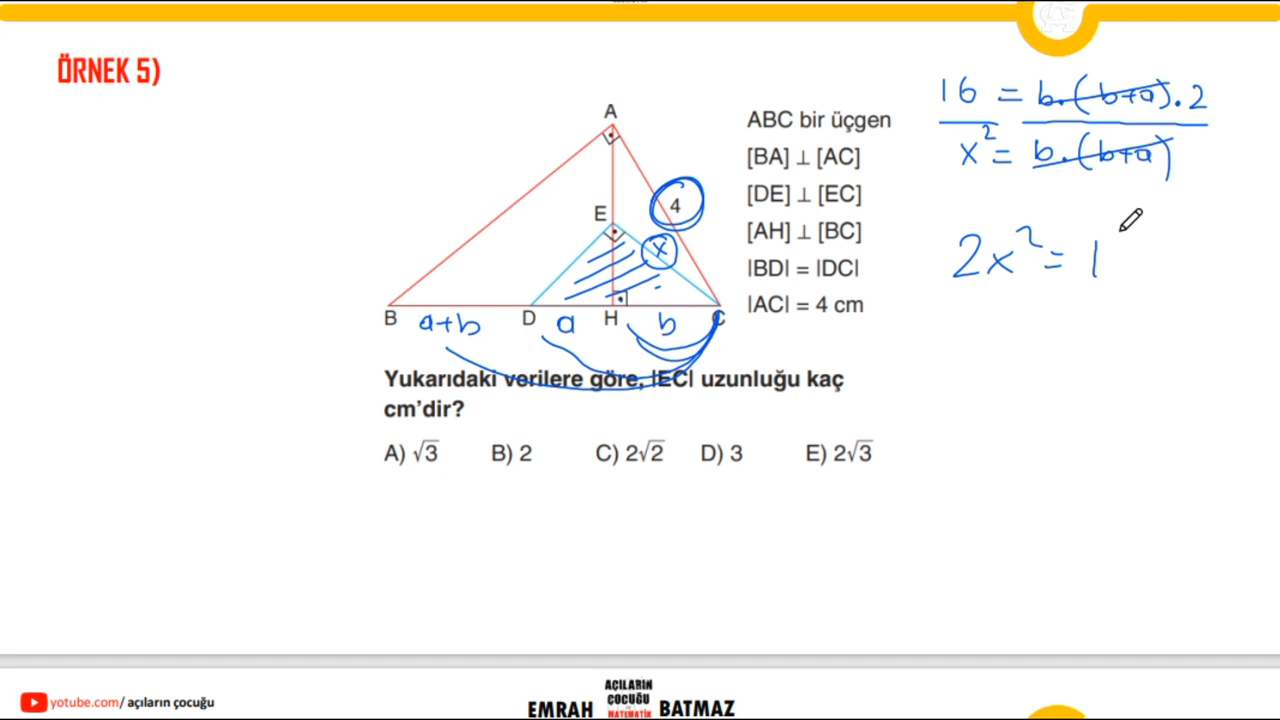 ÖRNEK 5)
16 = b.(b+a).2
x² = b.(b+a)
2x² = 1
A
E
4
x
B
a+b
D
a
H
b
C
ABC bir üçgen
[BA] ⊥ [AC]
[DE] ⊥ [EC]
[AH] ⊥ [BC]
|BD| = |DC|
|AC| = 4 cm
Yukarıdaki verilere göre, |EC| uzunluğu kaç
cm'dir?
A) √3 B) 2 C) 2√2 D) 3 E) 2√3
yotube.com/ açıların çocuğu
EMRAH AÇILARIN ÇOCUĞU MATEMATİK BATMAZ